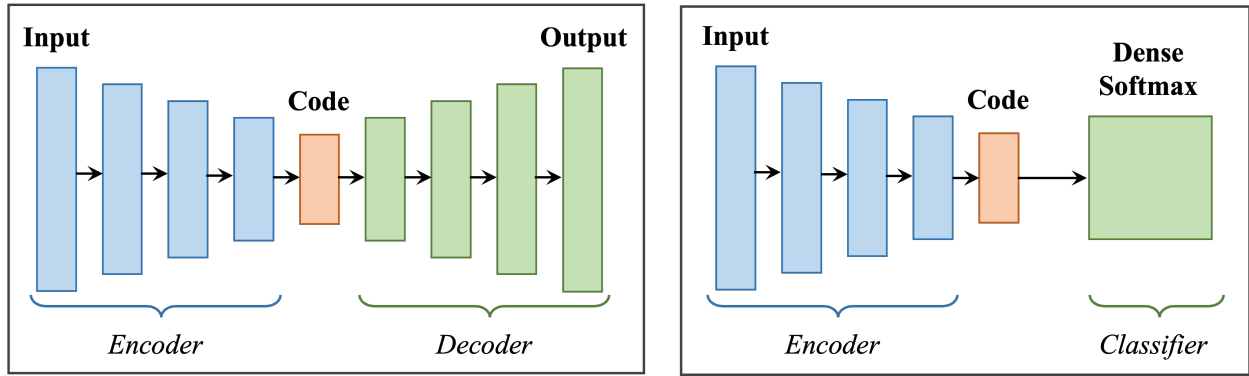 Input
Output
Code
Encoder
Decoder
Input
Dense
Softmax
Code
Encoder
Classifier